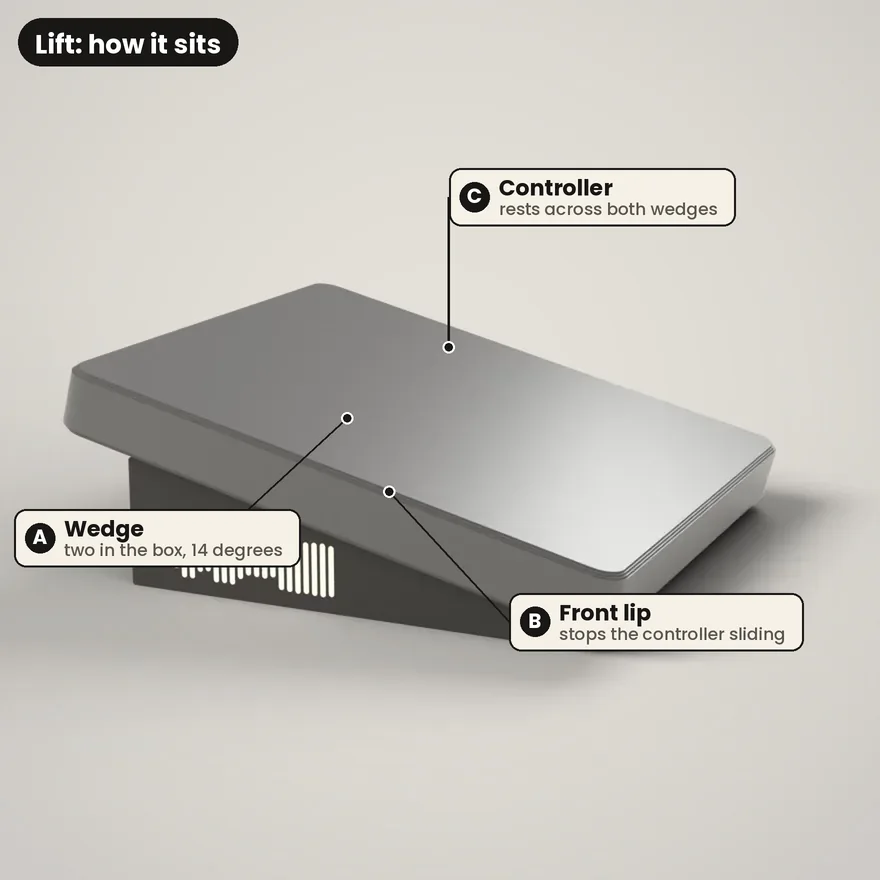 Lift: how it sits
C
Controller
rests across both wedges
A
Wedge
two in the box, 14 degrees
B
Front lip
stops the controller sliding